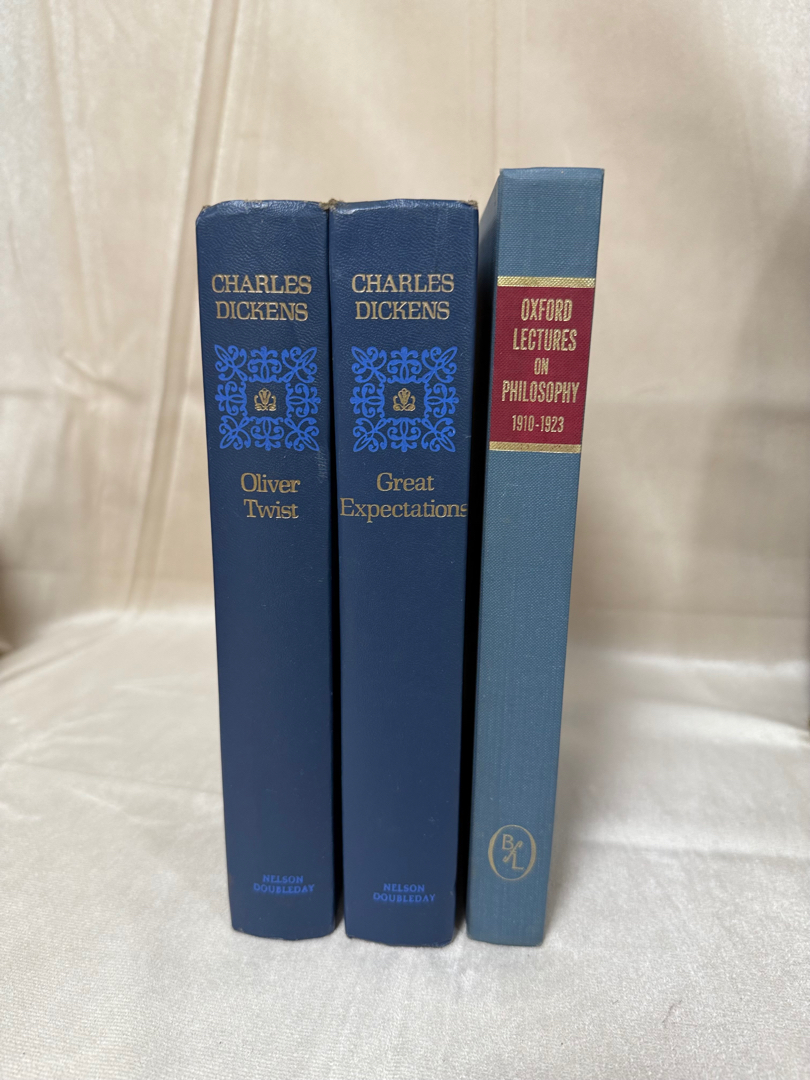 CHARLES
DICKENS
Oliver
Twist
NELSON
DOUBLEDAY
CHARLES
DICKENS
Great
Expectations
NELSON
DOUBLEDAY
OXFORD
LECTURES
ON
PHILOSOPHY
1910-1923
B
L